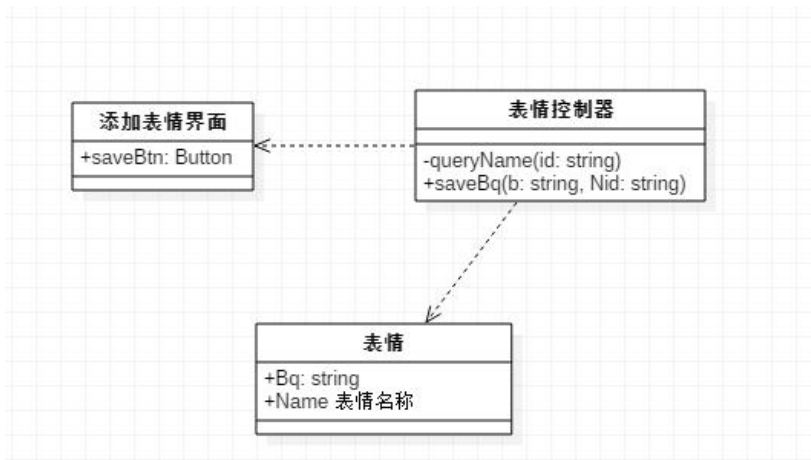 添加表情界面
+saveBtn: Button
表情控制器
-queryName(id: string)
+saveBq(b: string, Nid: string)
表情
+Bq: string
+Name 表情名称